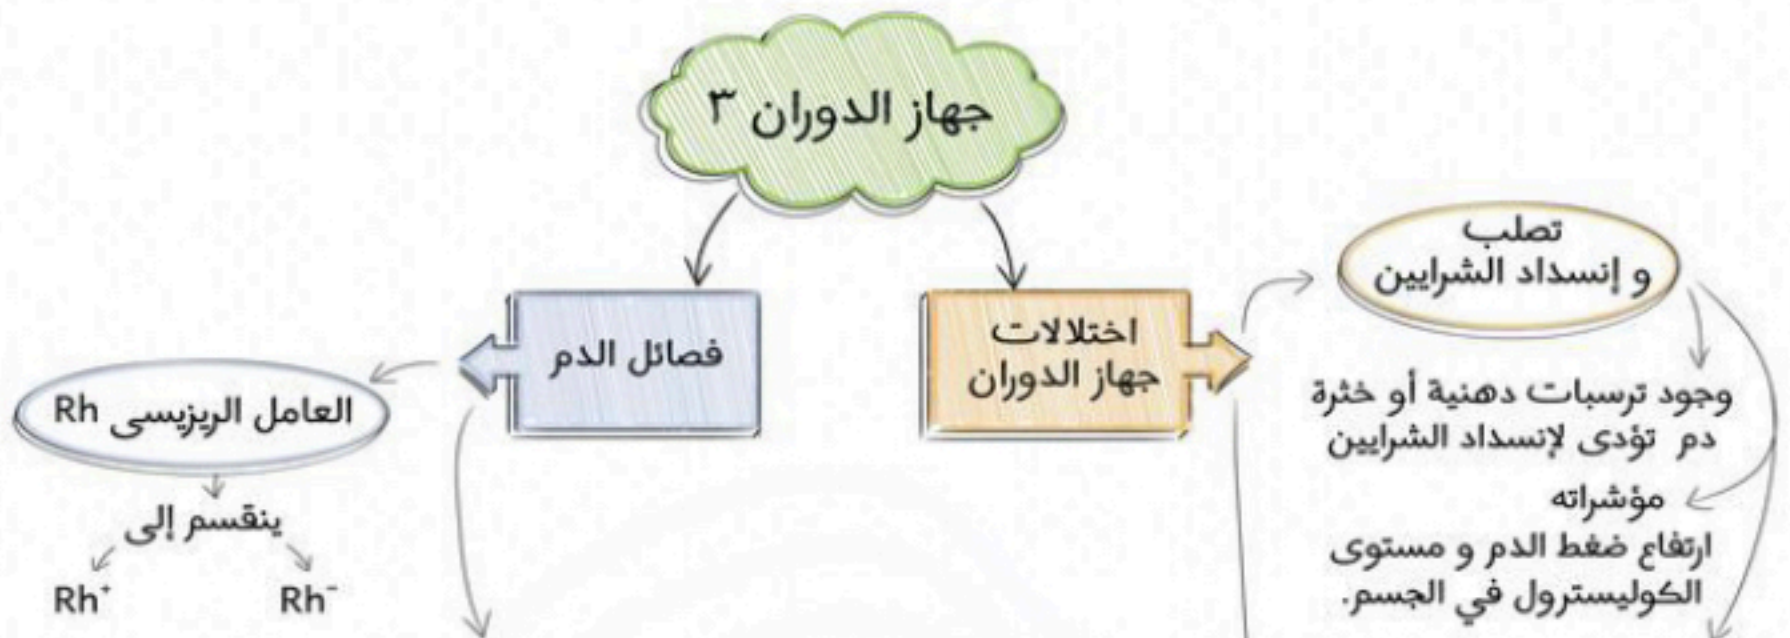 جهاز الدوران ٣
تصلب
و إنسداد الشرايين
اختلالات
جهاز الدوران
فصائل الدم
وجود ترسبات دهنية أو خثرة
دم تؤدى لإنسداد الشرايين
العامل الريزيسى Rh
مؤشراته
ينقسم إلى
ارتفاع ضغط الدم و مستوى
الكوليسترول في الجسم.
Rh⁻
Rh⁺